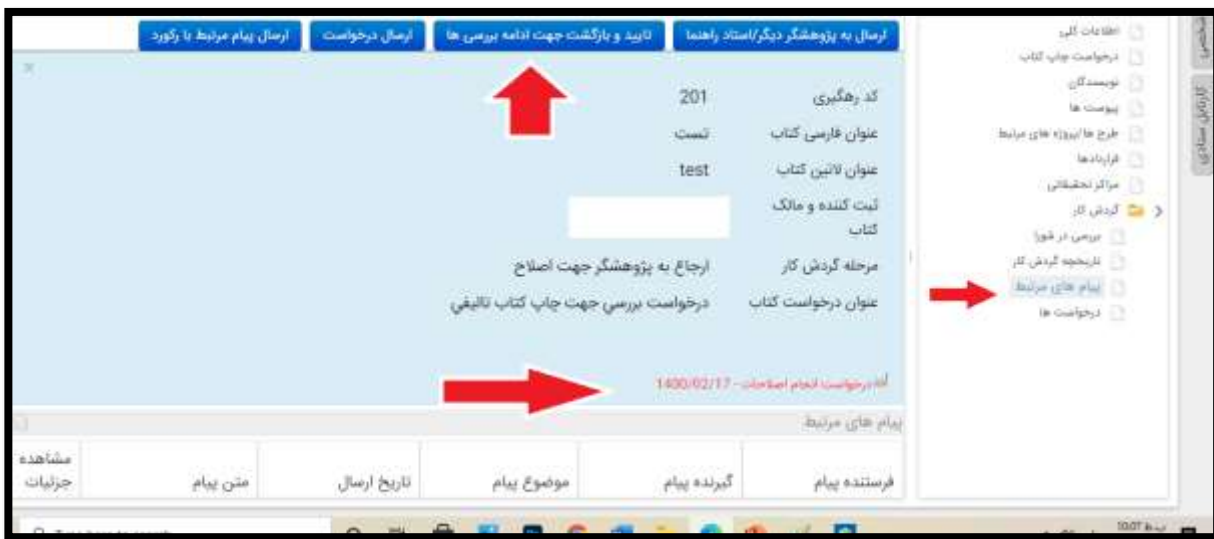 ارسال به پژوهشگر دیگر/استاد راهنما
تایید و بازگشت جهت ادامه بررسی ها
ارسال درخواست
ارسال پیام مرتبط با رکورد
کد رهگیری 201
عنوان فارسی کتاب تست
عنوان لاتین کتاب test
ثبت کننده و مالک
کتاب
مرحله گردش کار ارجاع به پژوهشگر جهت اصلاح
عنوان درخواست کتاب درخواست بررسی جهت چاپ کتاب تالیفی
درخواست انجام اصلاحات - 1400/02/17
پیام های مرتبط
فرستنده پیام
گیرنده پیام
موضوع پیام
تاریخ ارسال
متن پیام
مشاهده
جزئیات
اطلاعات کلی
درخواست چاپ کتاب
نویسندگان
پیوست ها
طرح ها/پروژه های مرتبط
قراردادها
مراکز تحقیقاتی
گردش کار
بررسی در شورا
تاریخچه گردش کار
پیام های مرتبط
درخواست ها
شخصی
کارتابل ستادی
10:07 ب.ظ